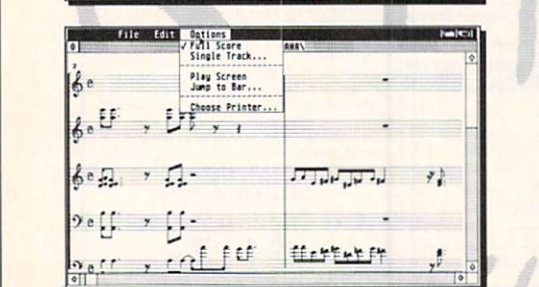 File Edit Options
✓ Full Score
Single Track...
Play Screen
Jump to Bar...
Choose Printer...